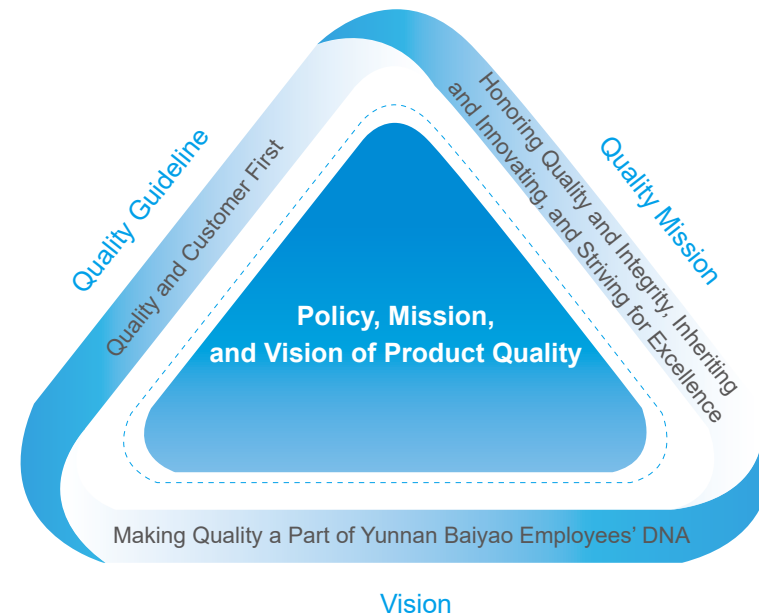 Quality Guideline
Quality and Customer First
Quality Mission
Honoring Quality and Integrity, Inheriting
and Innovating, and Striving for Excellence
Policy, Mission,
and Vision of Product Quality
Making Quality a Part of Yunnan Baiyao Employees’ DNA
Vision